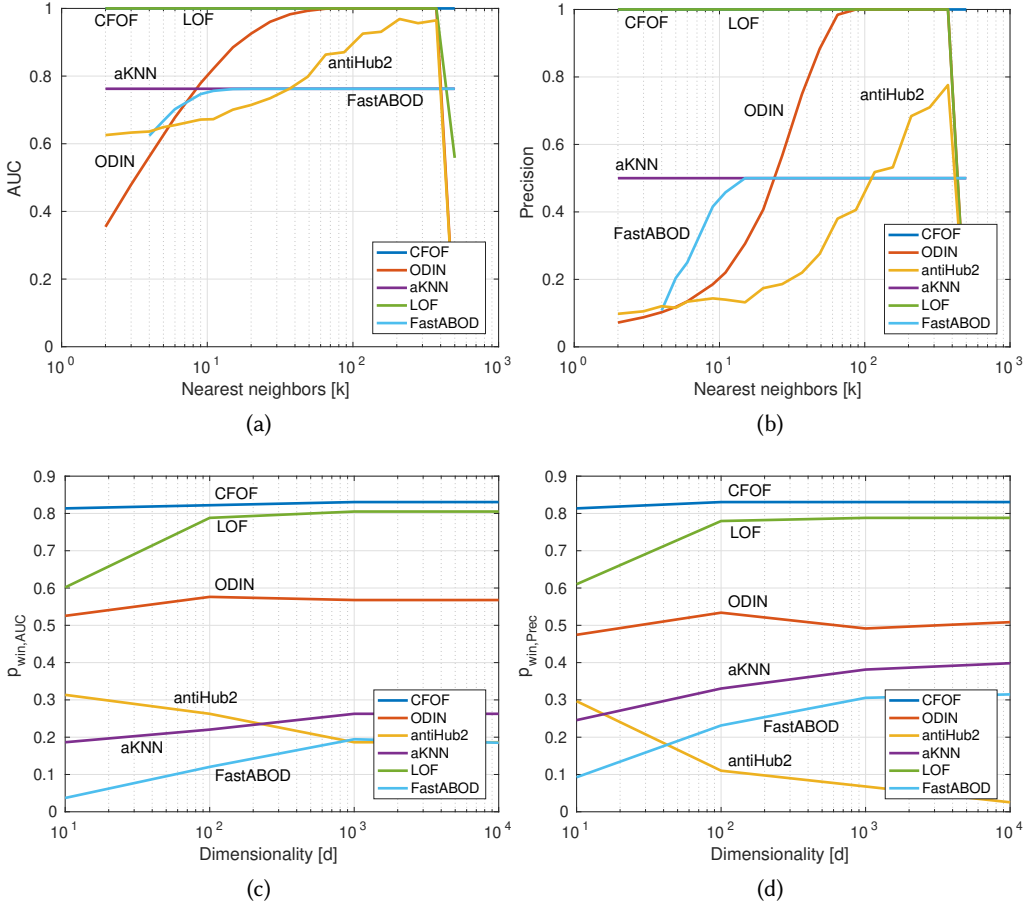 CFOF
LOF
aKNN
antiHub2
FastABOD
ODIN
AUC
1
0.8
0.6
0.4
0.2
0
CFOF
ODIN
antiHub2
aKNN
LOF
FastABOD
10^0
10^1
10^2
10^3
Nearest neighbors [k]
(a)
CFOF
LOF
antiHub2
ODIN
aKNN
FastABOD
Precision
1
0.8
0.6
0.4
0.2
0
CFOF
ODIN
antiHub2
aKNN
LOF
FastABOD
10^0
10^1
10^2
10^3
Nearest neighbors [k]
(b)
0.9
0.8
0.7
0.6
0.5
0.4
0.3
0.2
0.1
0
p_win,AUC
CFOF
LOF
ODIN
antiHub2
aKNN
FastABOD
CFOF
ODIN
antiHub2
aKNN
LOF
FastABOD
10^1
10^2
10^3
10^4
Dimensionality [d]
(c)
0.9
0.8
0.7
0.6
0.5
0.4
0.3
0.2
0.1
0
p_win,Prec
CFOF
LOF
ODIN
aKNN
FastABOD
antiHub2
CFOF
ODIN
antiHub2
aKNN
LOF
FastABOD
10^1
10^2
10^3
10^4
Dimensionality [d]
(d)